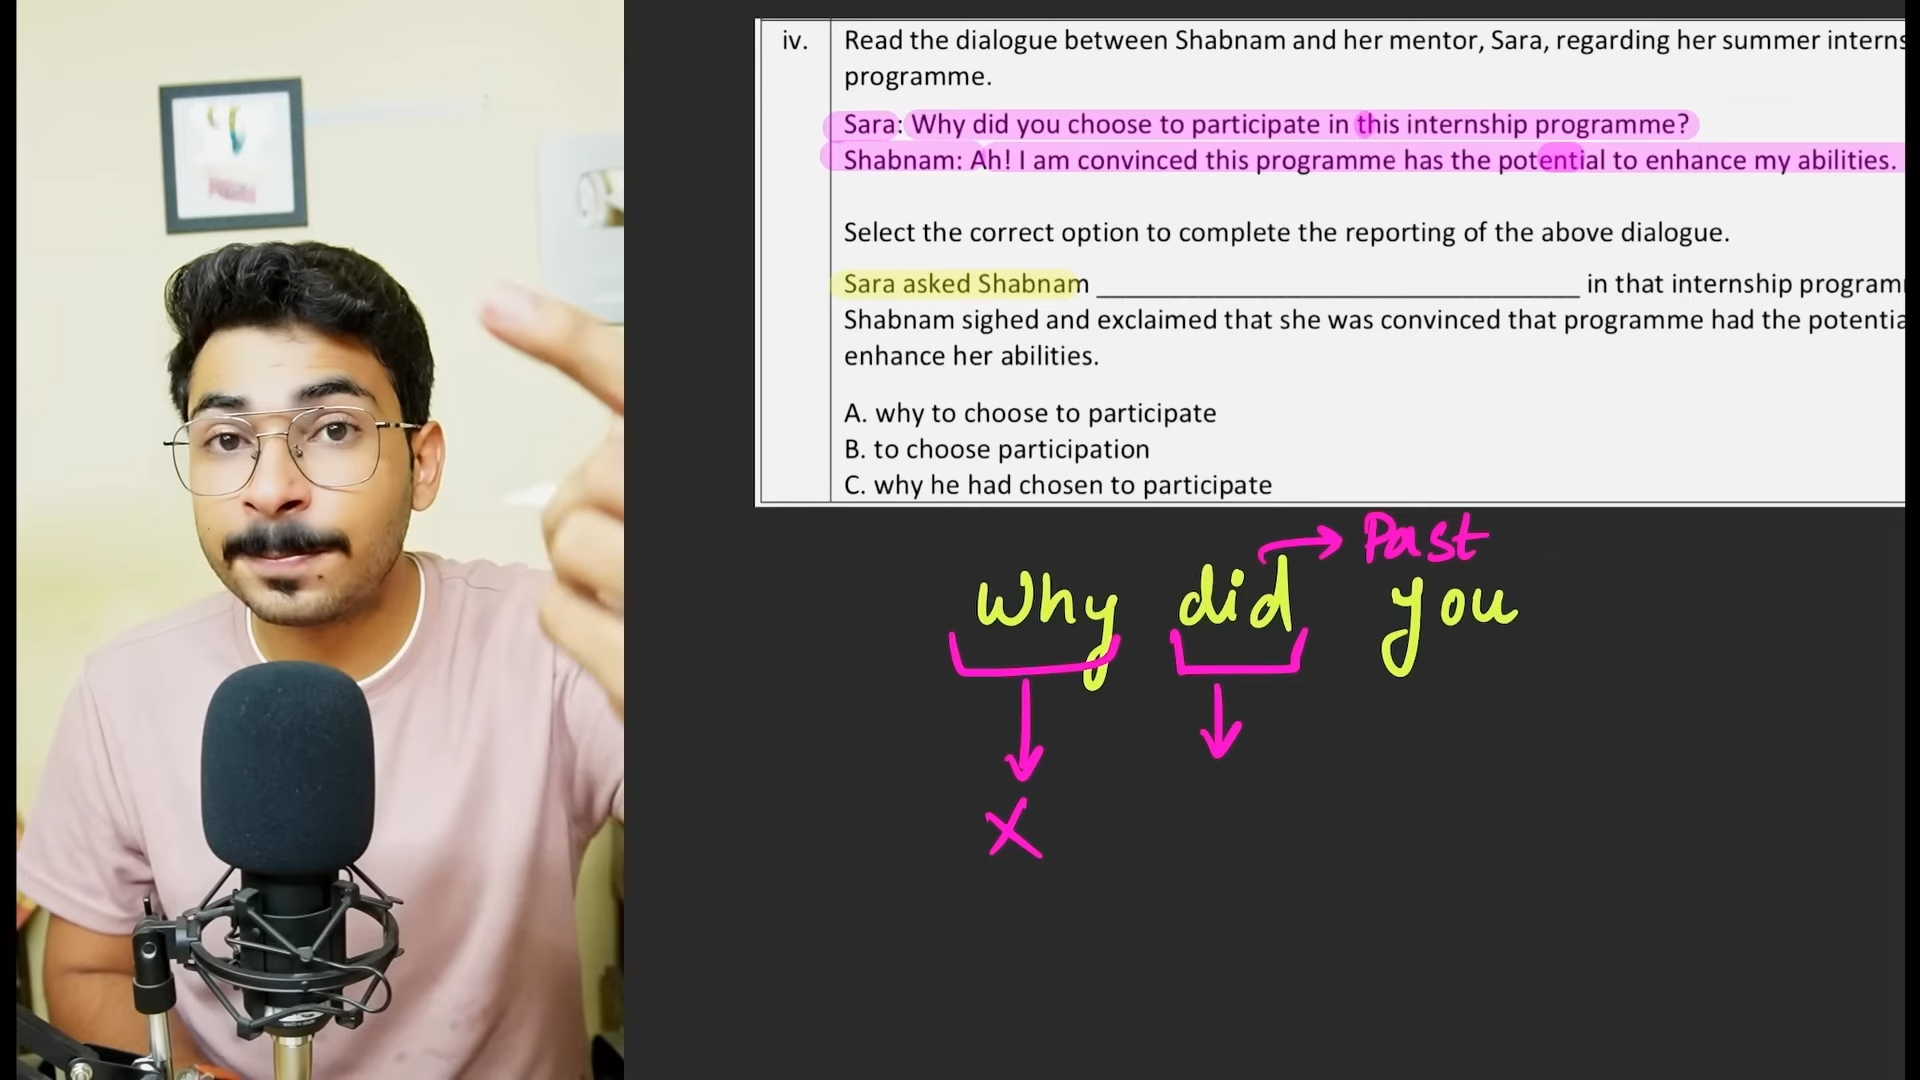 iv. Read the dialogue between Shabnam and her mentor, Sara, regarding her summer interns
programme.
Sara: Why did you choose to participate in this internship programme?
Shabnam: Ah! I am convinced this programme has the potential to enhance my abilities.
Select the correct option to complete the reporting of the above dialogue.
Sara asked Shabnam ________________________________ in that internship program
Shabnam sighed and exclaimed that she was convinced that programme had the potentia
enhance her abilities.
A. why to choose to participate
B. to choose participation
C. why he had chosen to participate
Past
Why did you
X